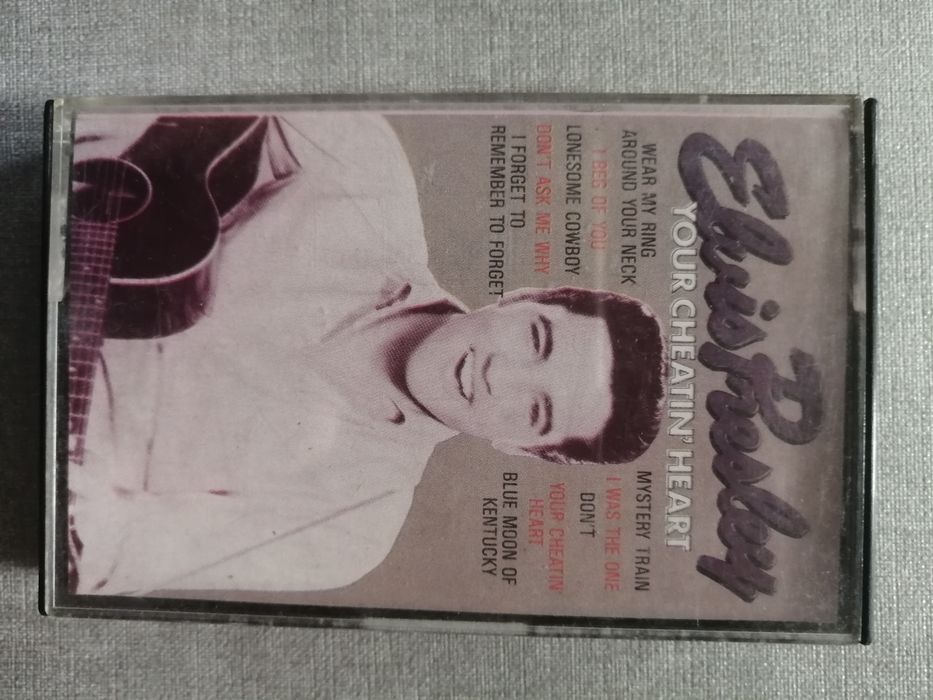 Elvis Presley
YOUR CHEATIN' HEART
WEAR MY RING
AROUND YOUR NECK
I BEG OF YOU
LONESOME COWBOY
DON'T ASK ME WHY
I FORGET TO
REMEMBER TO FORGET
MYSTERY TRAIN
I WAS THE ONE
DON'T
YOUR CHEATIN'
HEART
BLUE MOON OF
KENTUCKY